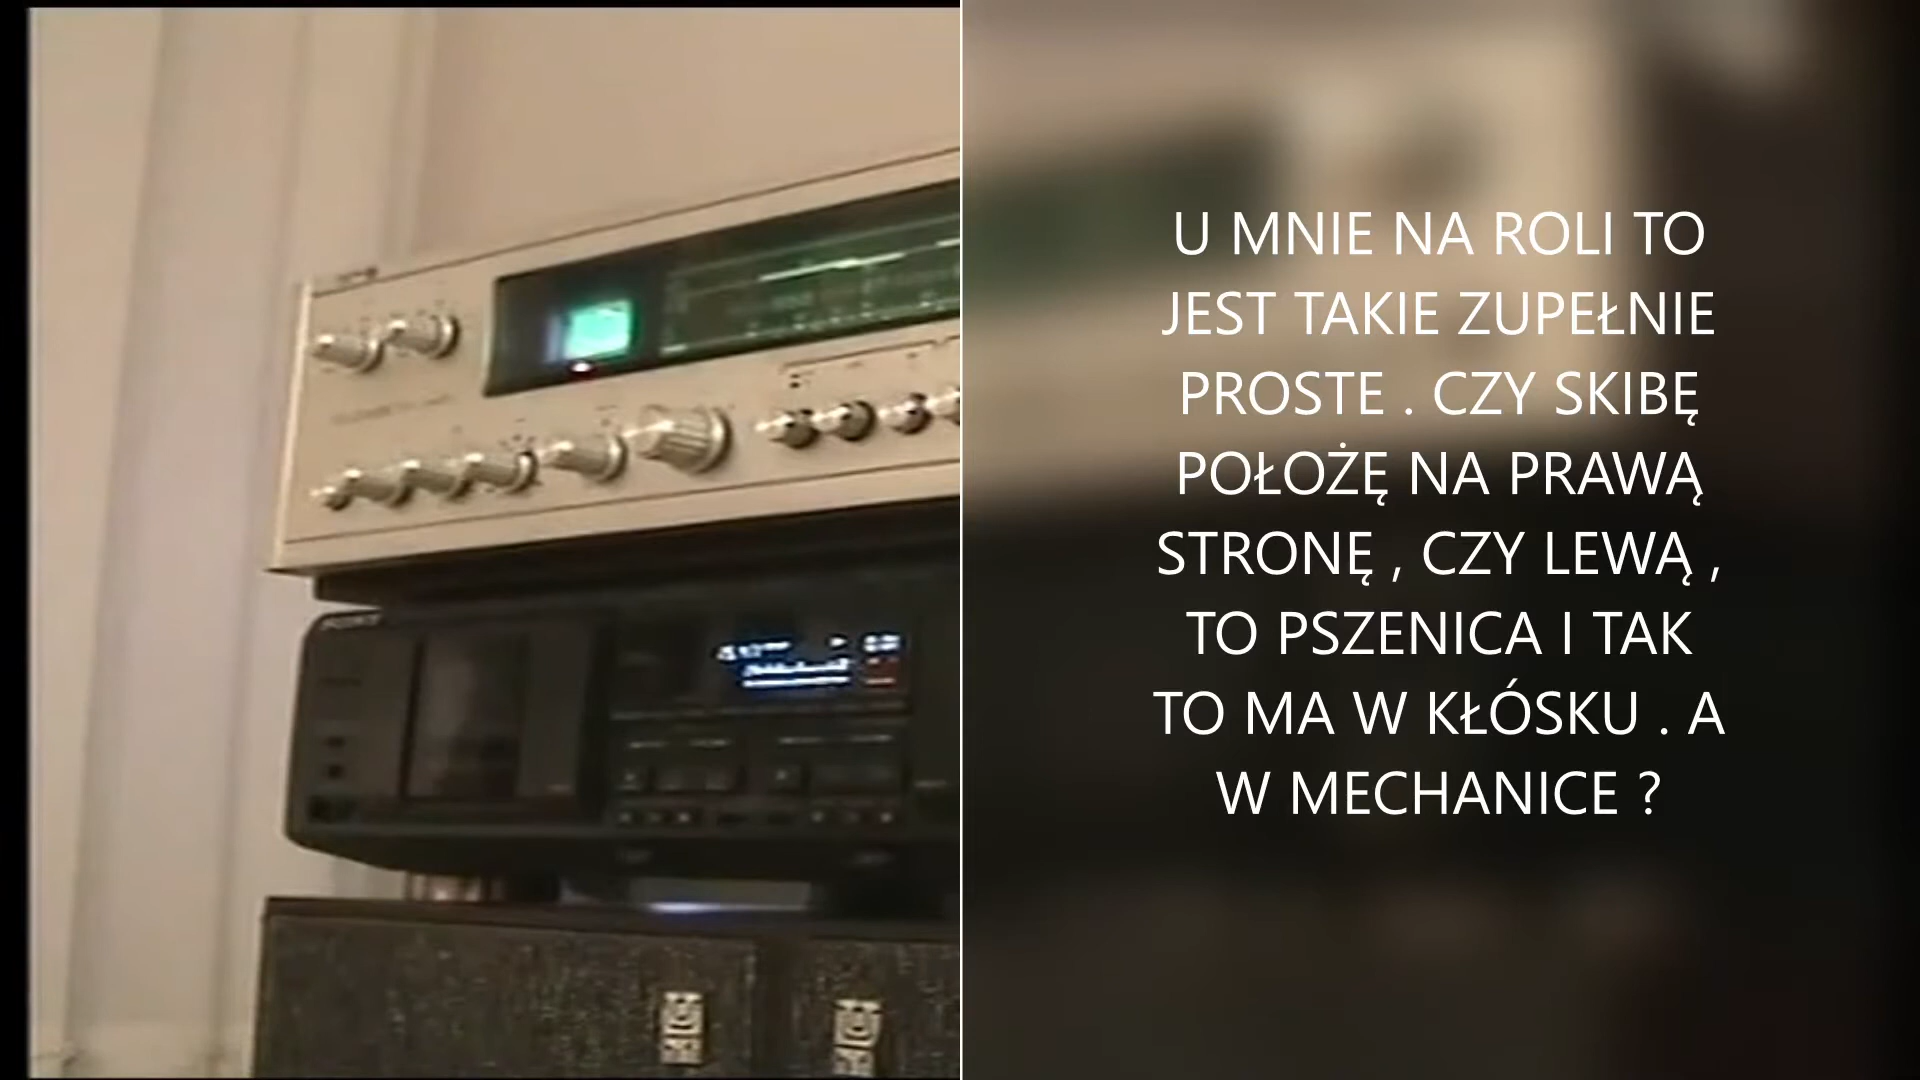 U MNIE NA ROLI TO
JEST TAKIE ZUPEŁNIE
PROSTE . CZY SKIBĘ
POŁOŻĘ NA PRAWĄ
STRONĘ , CZY LEWĄ ,
TO PSZENICA I TAK
TO MA W KŁÓSKU . A
W MECHANICE ?